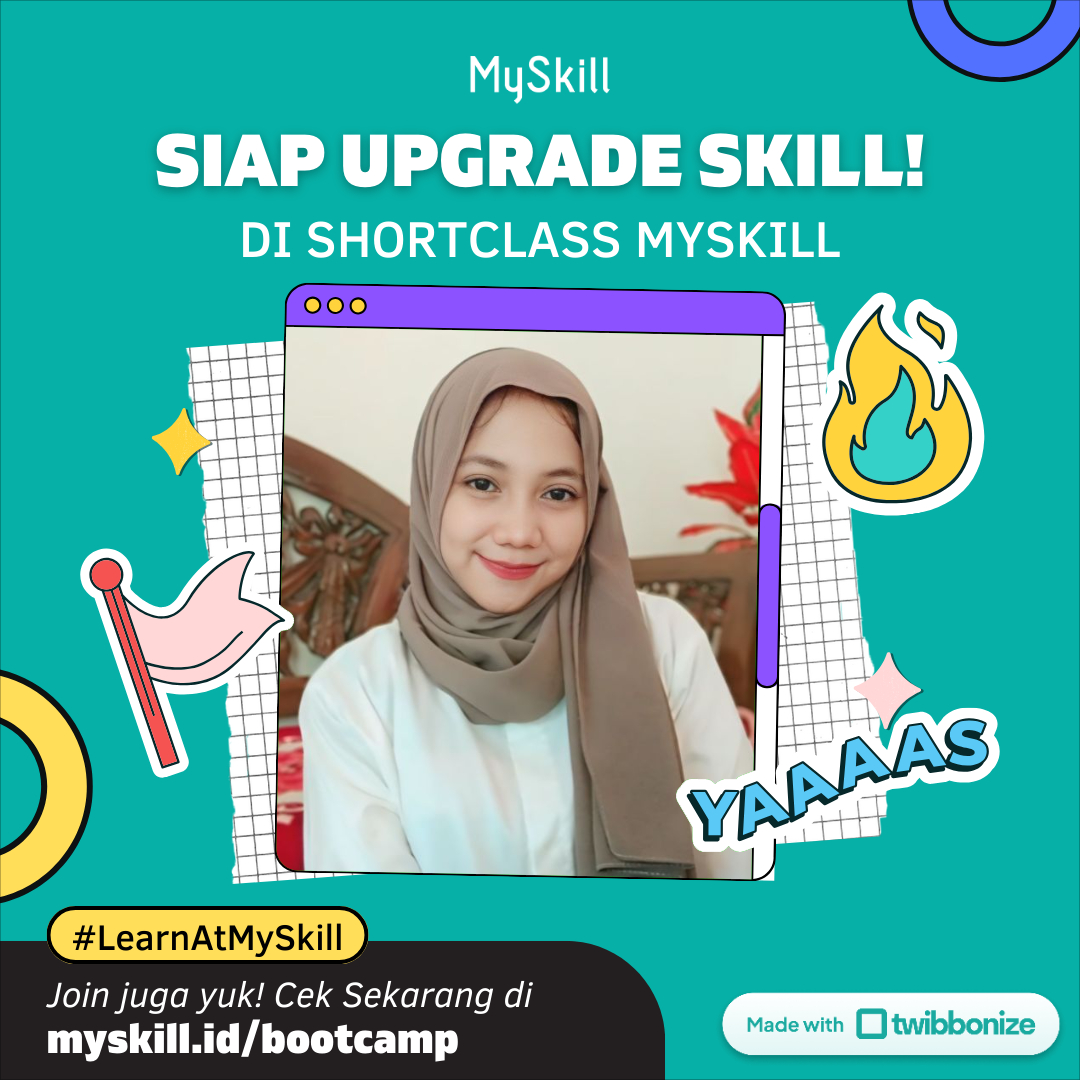 MySkill
SIAP UPGRADE SKILL!
DI SHORTCLASS MYSKILL
YAAAAS
#LearnAtMySkill
Join juga yuk! Cek Sekarang di
myskill.id/bootcamp
Made with twibbonize